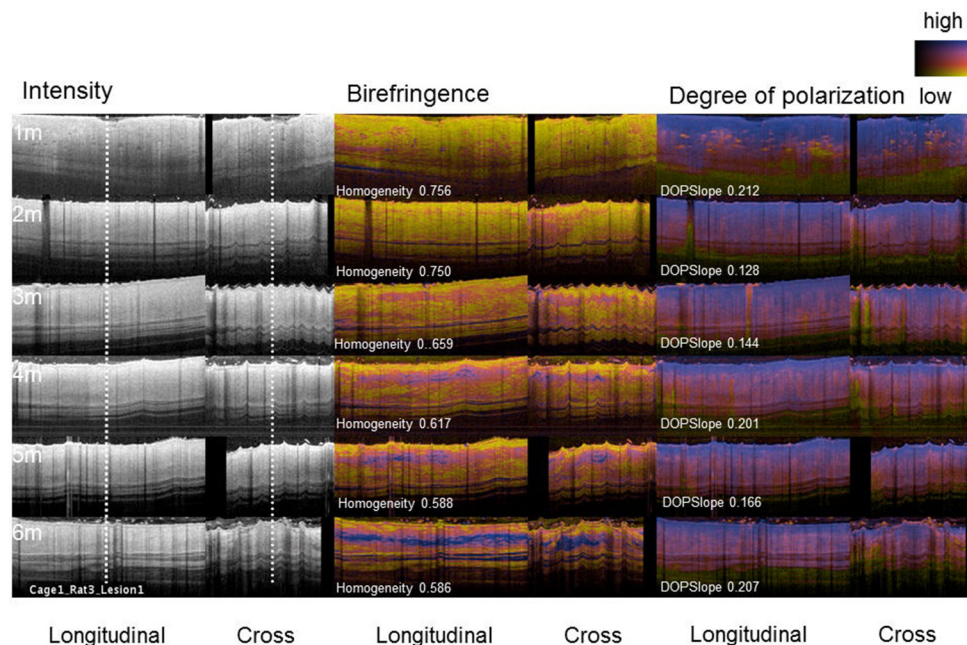 high
Intensity Birefringence Degree of polarization low
1m
Homogeneity 0.756 DOPSlope 0.212
2m
Homogeneity 0.750 DOPSlope 0.128
3m
Homogeneity 0..659 DOPSlope 0.144
4m
Homogeneity 0.617 DOPSlope 0.201
5m
Homogeneity 0.588 DOPSlope 0.166
6m
Cage1_Rat3_Lesion1 Homogeneity 0.586 DOPSlope 0.207
Longitudinal Cross Longitudinal Cross Longitudinal Cross